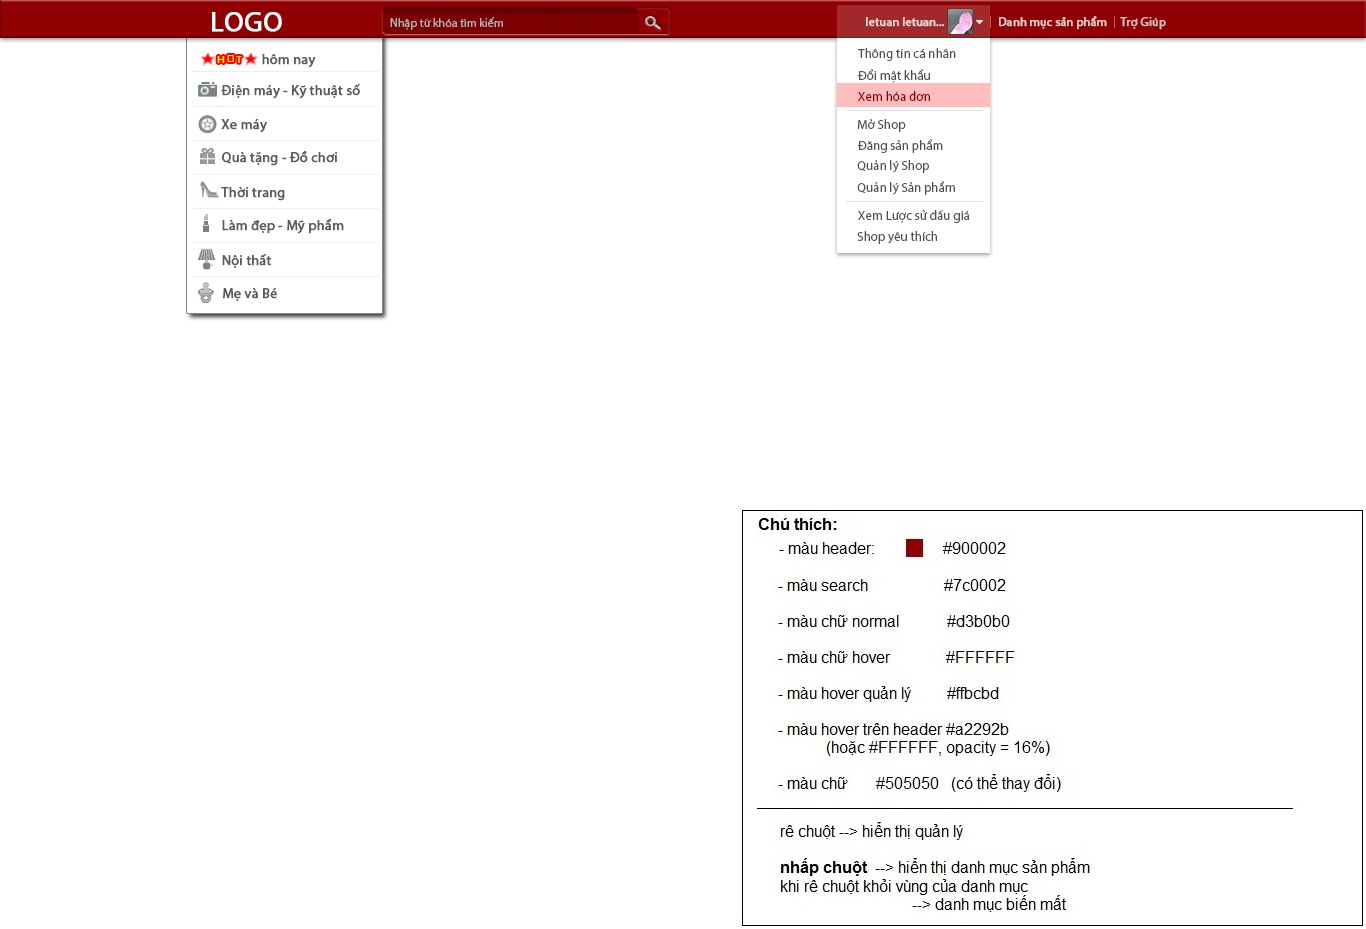 LOGO
Nhập từ khóa tìm kiếm
letuan letuan...
Danh mục sản phẩm
Trợ Giúp
HOT hôm nay
Điện máy - Kỹ thuật số
Xe máy
Quà tặng - Đồ chơi
Thời trang
Làm đẹp - Mỹ phẩm
Nội thất
Mẹ và Bé
Thông tin cá nhân
Đổi mật khẩu
Xem hóa đơn
Mở Shop
Đăng sản phẩm
Quản lý Shop
Quản lý Sản phẩm
Xem Lược sử dấu giá
Shop yêu thích
Chú thích:
- màu header: #900002
- màu search #7c0002
- màu chữ normal #d3b0b0
- màu chữ hover #FFFFFF
- màu hover quản lý #ffbcbd
- màu hover trên header #a2292b
(hoặc #FFFFFF, opacity = 16%)
- màu chữ #505050 (có thể thay đổi)
rê chuột --> hiển thị quản lý
nhấp chuột --> hiển thị danh mục sản phẩm
khi rê chuột khỏi vùng của danh mục
--> danh mục biến mất